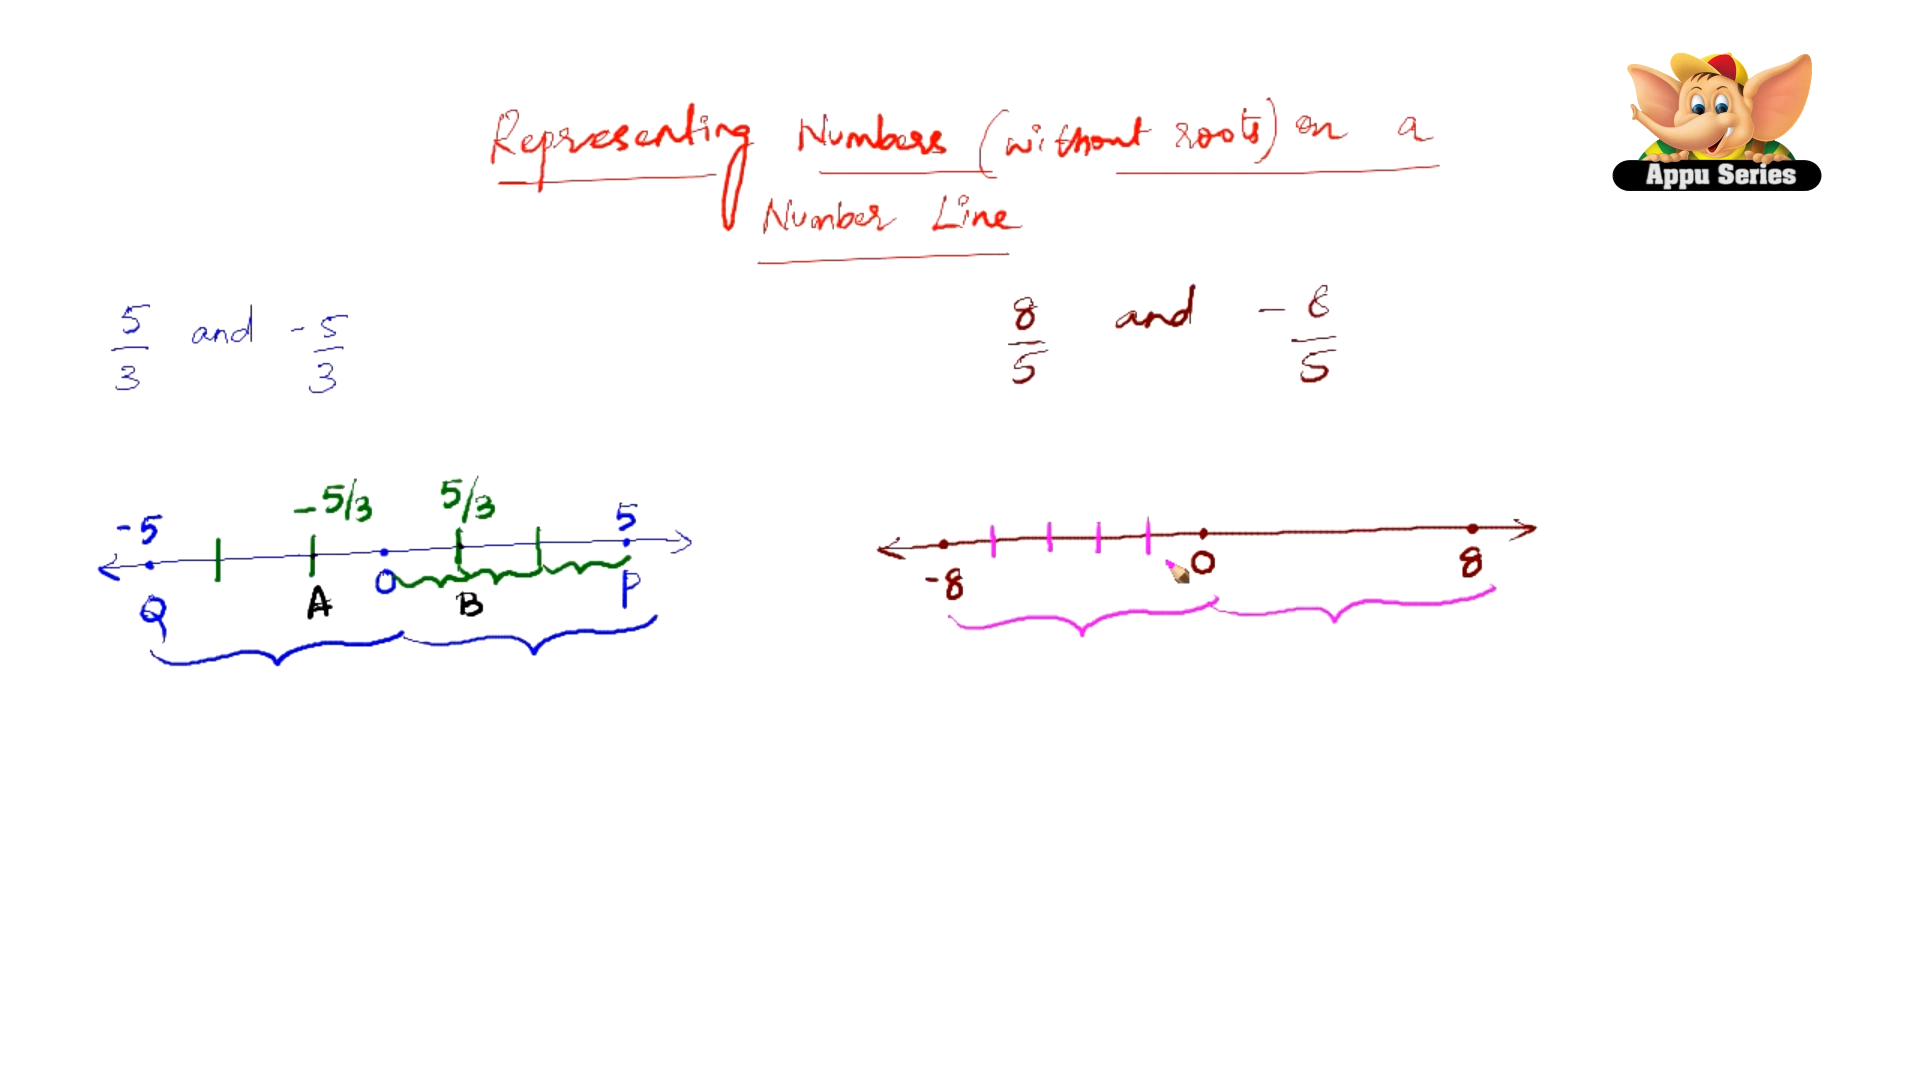 Representing Numbers (without roots) on a
Number Line
Appu Series
5/3 and -5/3
8/5 and -8/5
-5 -5/3 5/3 5
Q A O B P
-8 O 8